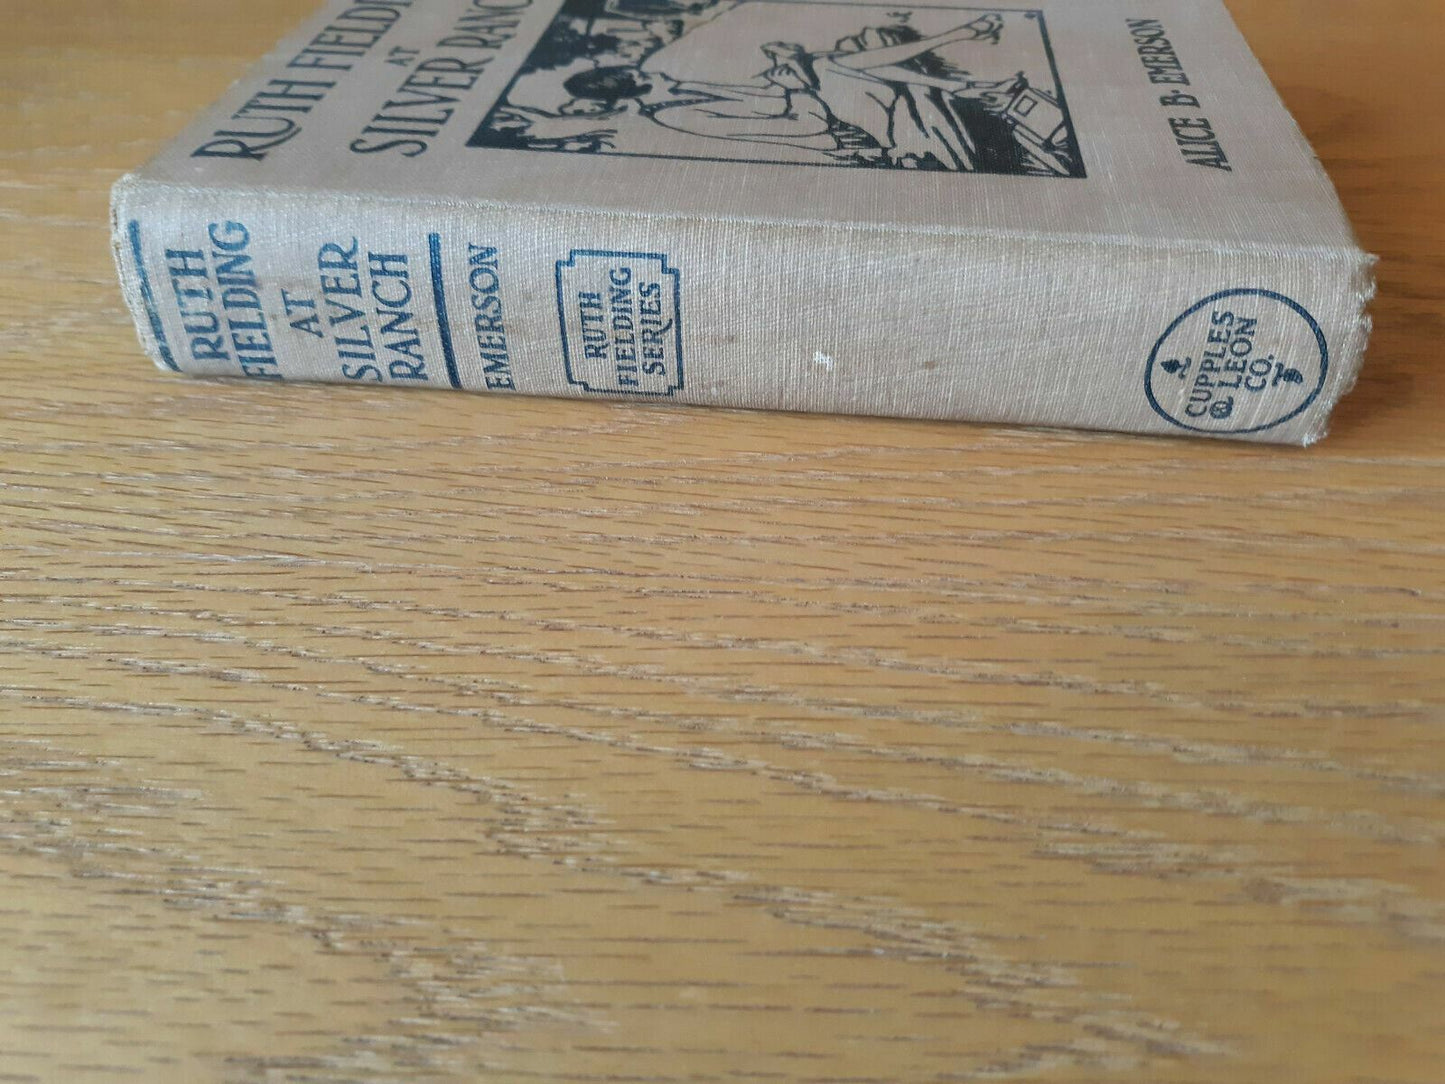 RUTH FIELDI
AT
SILVER RANC
ALICE B. EMERSON
RUTH
FIELDING
AT
SILVER
RANCH
EMERSON
RUTH
FIELDING
SERIES
CUPPLES
& LEON
CO.